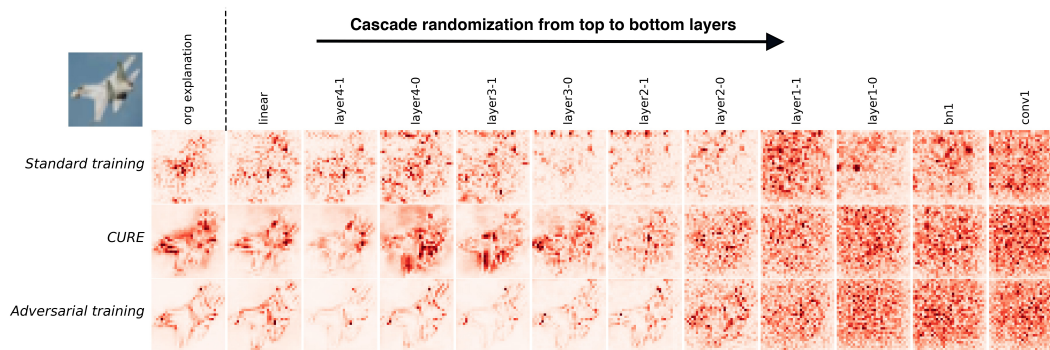 Cascade randomization from top to bottom layers
org explanation
linear
layer4-1
layer4-0
layer3-1
layer3-0
layer2-1
layer2-0
layer1-1
layer1-0
bn1
conv1
Standard training
CURE
Adversarial training